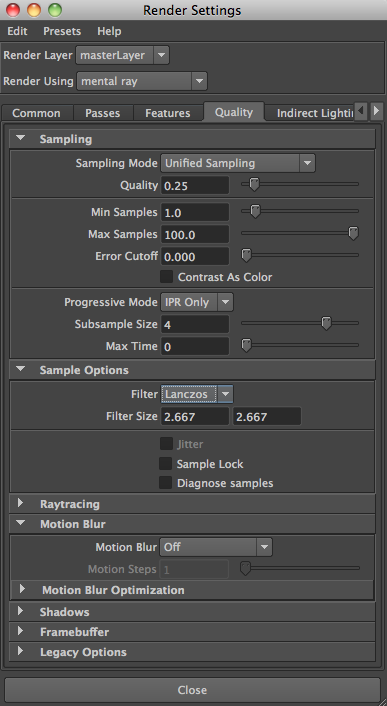 Render Settings
Edit Presets Help
Render Layer masterLayer
Render Using mental ray
Common Passes Features Quality Indirect Lightin
Sampling
Sampling Mode Unified Sampling
Quality 0.25
Min Samples 1.0
Max Samples 100.0
Error Cutoff 0.000
Contrast As Color
Progressive Mode IPR Only
Subsample Size 4
Max Time 0
Sample Options
Filter Lanczos
Filter Size 2.667 2.667
Jitter
Sample Lock
Diagnose samples
Raytracing
Motion Blur
Motion Blur Off
Motion Steps 1
Motion Blur Optimization
Shadows
Framebuffer
Legacy Options
Close